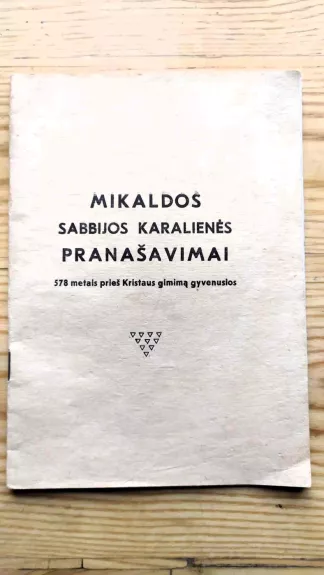 MIKALDOS
SABBIJOS KARALIENĖS
PRANAŠAVIMAI
578 metais prieš Kristaus gimimą gyvenusios